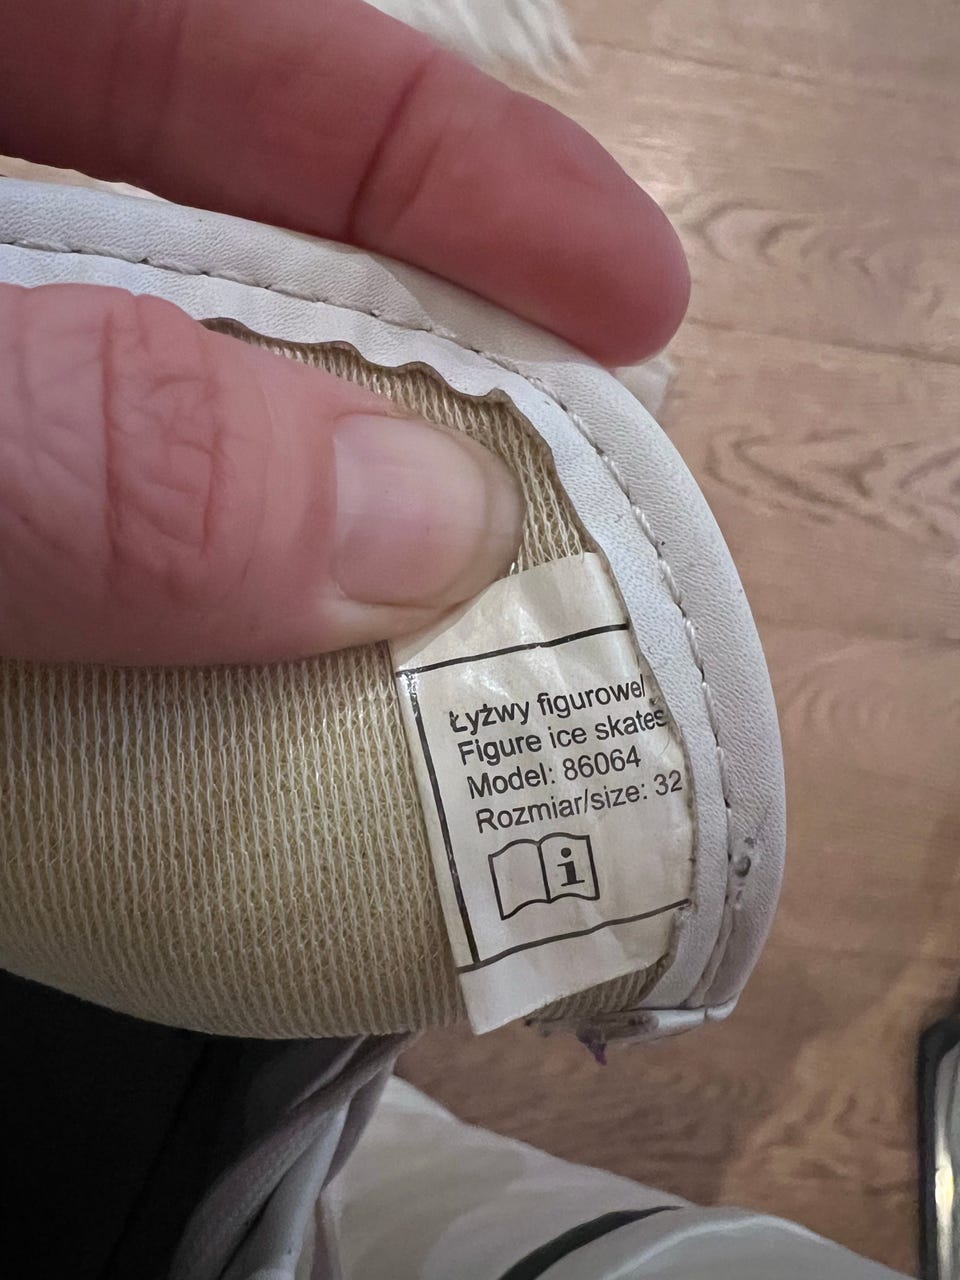 Łyżwy figurowe/
Figure ice skates
Model: 86064
Rozmiar/size: 32
i